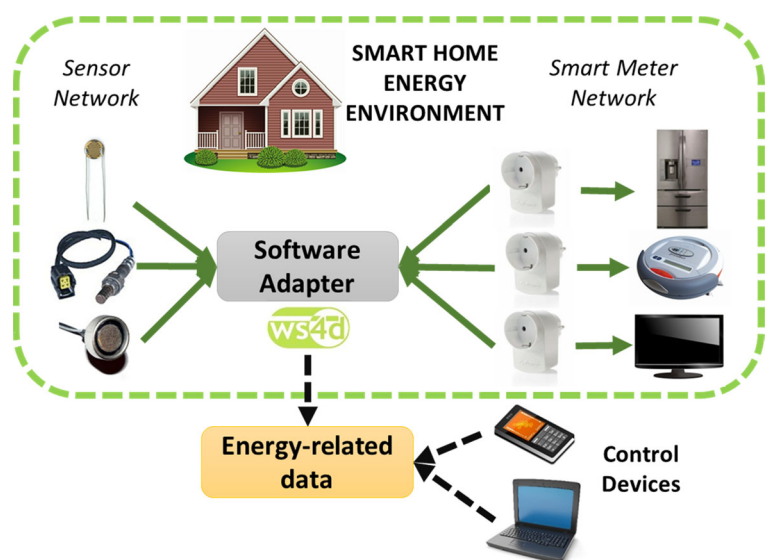 Sensor
Network
SMART HOME
ENERGY
ENVIRONMENT
Smart Meter
Network
Software
Adapter
ws4d
Energy-related
data
Control
Devices